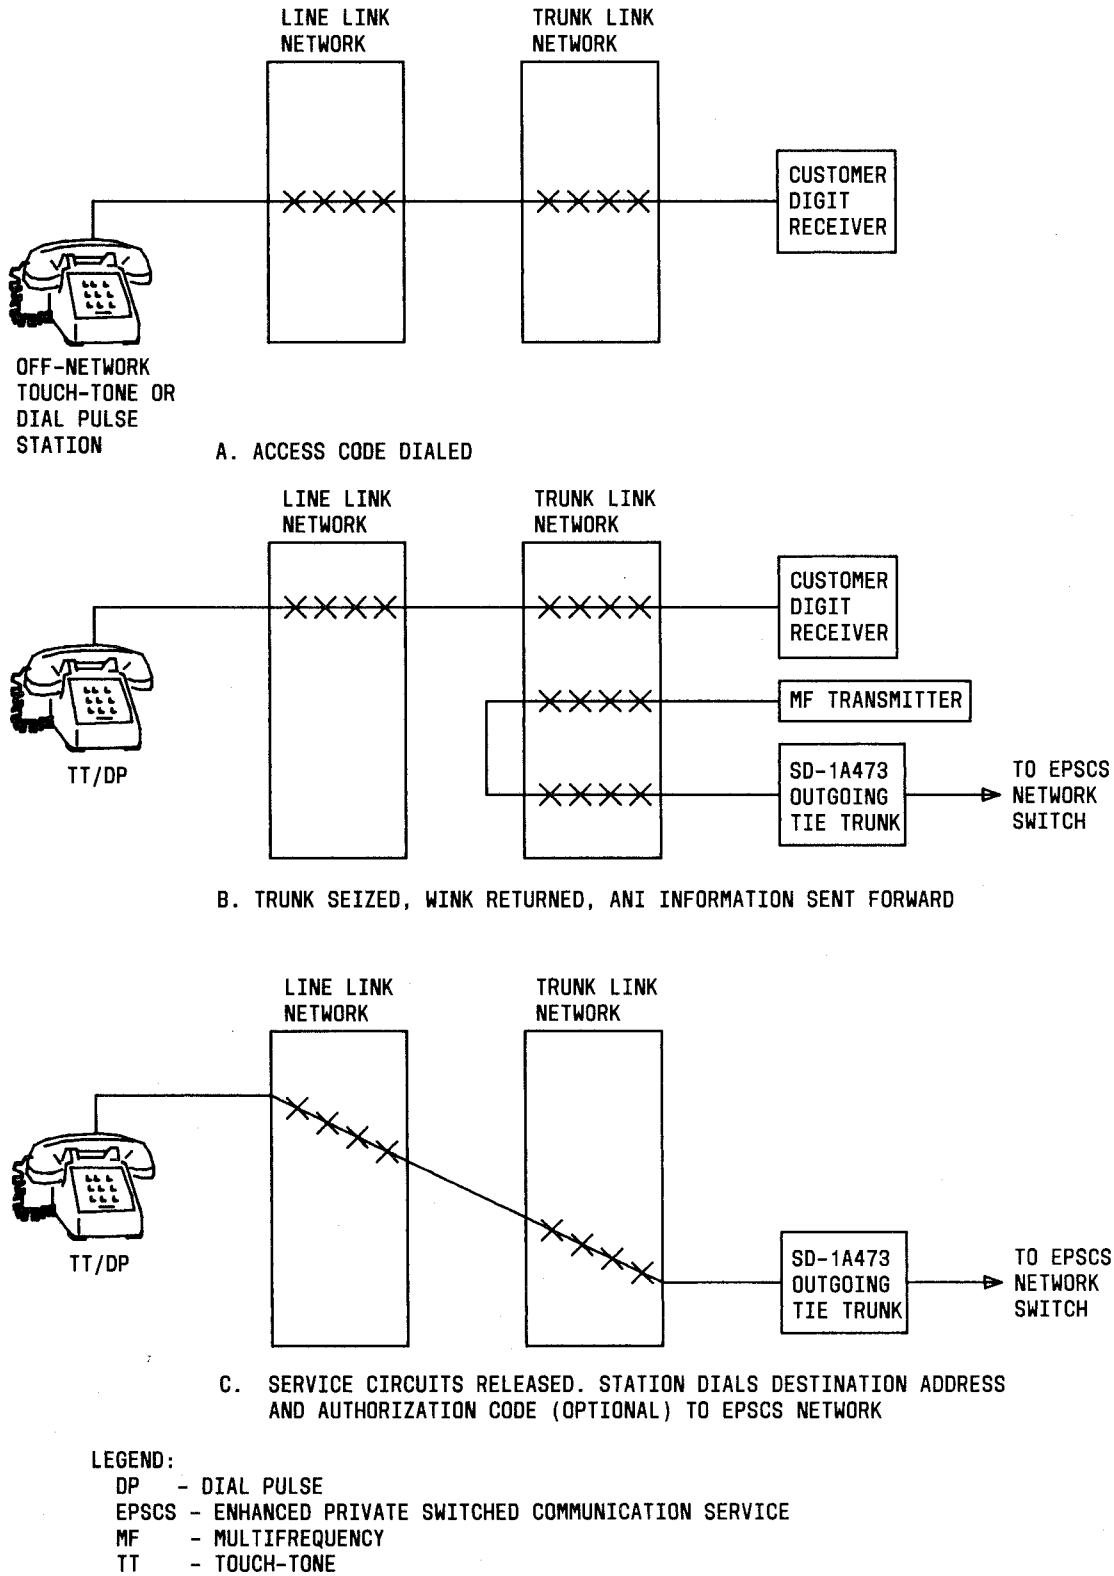 LINE LINK
NETWORK
TRUNK LINK
NETWORK
CUSTOMER
DIGIT
RECEIVER
OFF-NETWORK
TOUCH-TONE OR
DIAL PULSE
STATION
A. ACCESS CODE DIALED
LINE LINK
NETWORK
TRUNK LINK
NETWORK
CUSTOMER
DIGIT
RECEIVER
MF TRANSMITTER
SD-1A473
OUTGOING
TIE TRUNK
TO EPSCS
NETWORK
SWITCH
TT/DP
B. TRUNK SEIZED, WINK RETURNED, ANI INFORMATION SENT FORWARD
LINE LINK
NETWORK
TRUNK LINK
NETWORK
TT/DP
SD-1A473
OUTGOING
TIE TRUNK
TO EPSCS
NETWORK
SWITCH
C. SERVICE CIRCUITS RELEASED. STATION DIALS DESTINATION ADDRESS
AND AUTHORIZATION CODE (OPTIONAL) TO EPSCS NETWORK
LEGEND:
DP - DIAL PULSE
EPSCS - ENHANCED PRIVATE SWITCHED COMMUNICATION SERVICE
MF - MULTIFREQUENCY
TT - TOUCH-TONE